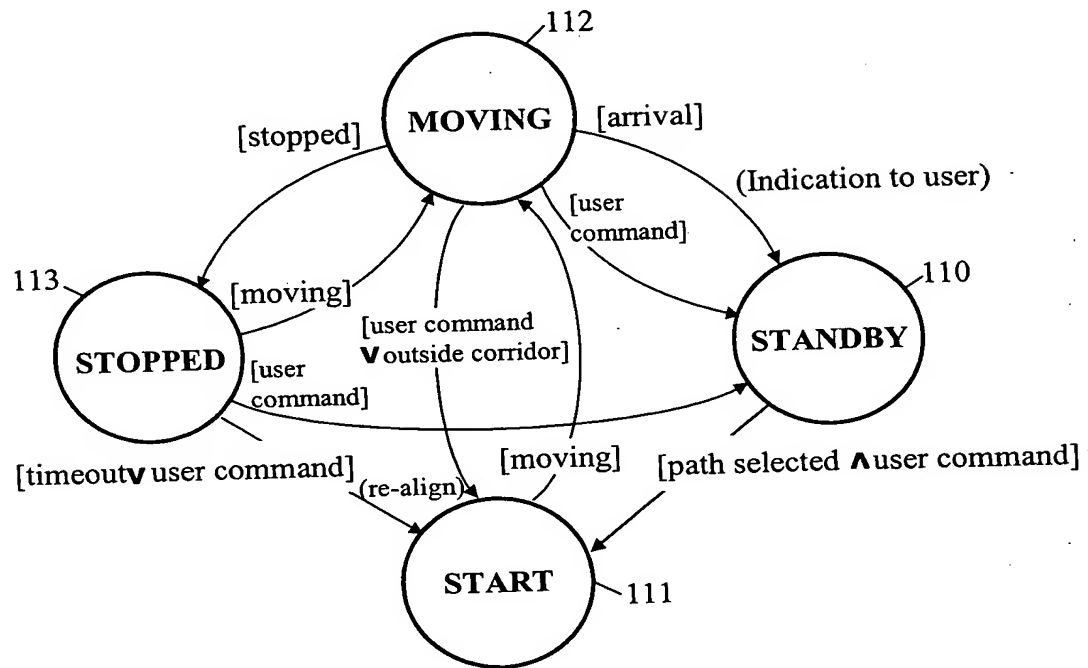 112
MOVING
[arrival]
[stopped]
(Indication to user)
[user
command]
113
110
[moving]
[user command
∨ outside corridor]
STANDBY
STOPPED
[user
command]
[timeout∨ user command]
[moving]
[path selected ∧ user command]
(re-align)
START
111